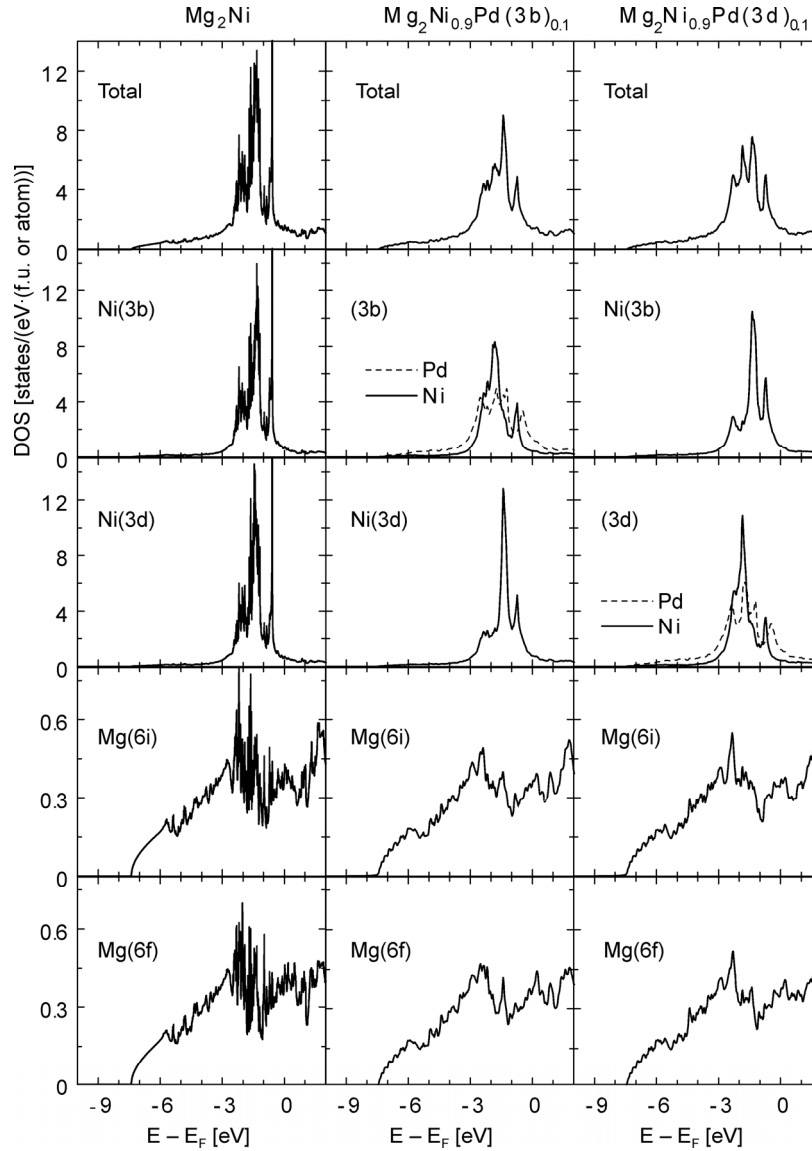 Mg₂Ni Mg₂Ni₀.₉Pd(3b)₀.₁ Mg₂Ni₀.₉Pd(3d)₀.₁
DOS [states/(eV·(f.u. or atom))]
12 Total Total Total
8
4
0
12 Ni(3b) (3b) Ni(3b)
8 Pd
4 Ni
0
12 Ni(3d) (3d)
8 Ni(3d)
4 Pd
Ni
0
0.6 Mg(6i) Mg(6i) Mg(6i)
0.3
0
0.6 Mg(6f) Mg(6f) Mg(6f)
0.3
0
-9 -6 -3 0 -9 -6 -3 0 -9 -6 -3 0
E – E_F [eV] E – E_F [eV] E – E_F [eV]